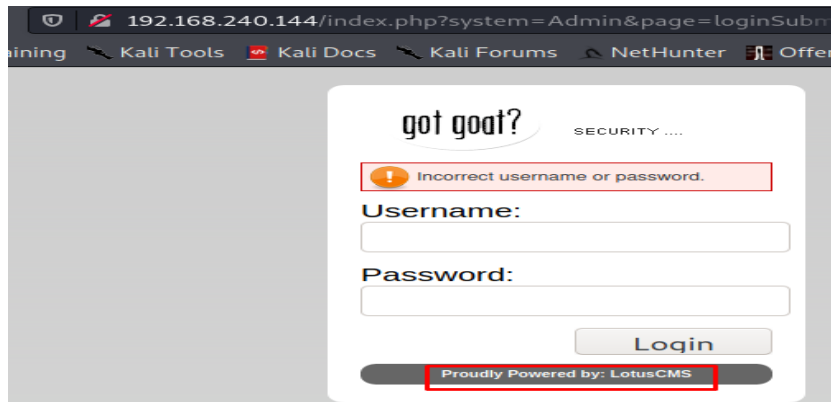 192.168.240.144/index.php?system=Admin&page=loginSubm
ining Kali Tools Kali Docs Kali Forums NetHunter Offe
got goat? SECURITY ....
Incorrect username or password.
Username:
Password:
Login
Proudly Powered by: LotusCMS